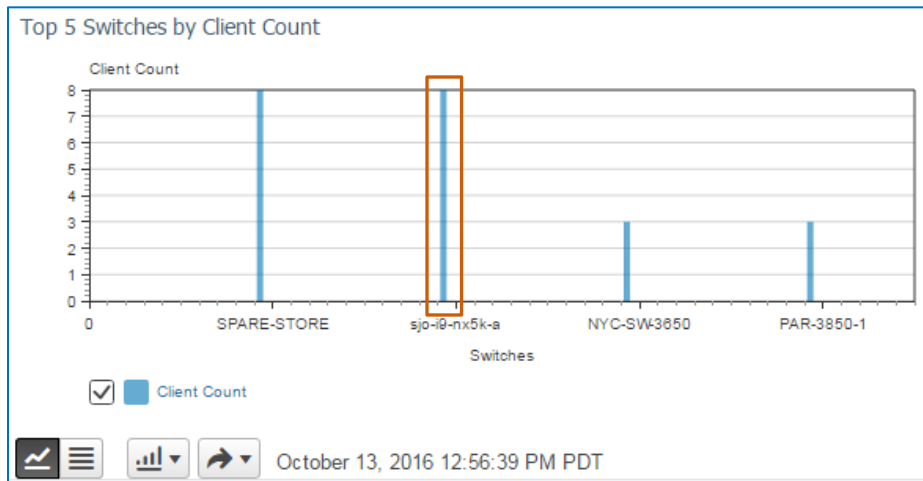 Top 5 Switches by Client Count
Client Count
8
7
6
5
4
3
2
1
0
0 SPARE-STORE sjo-i9-nx5k-a NYC-SW-3650 PAR-3850-1
Switches
Client Count
October 13, 2016 12:56:39 PM PDT